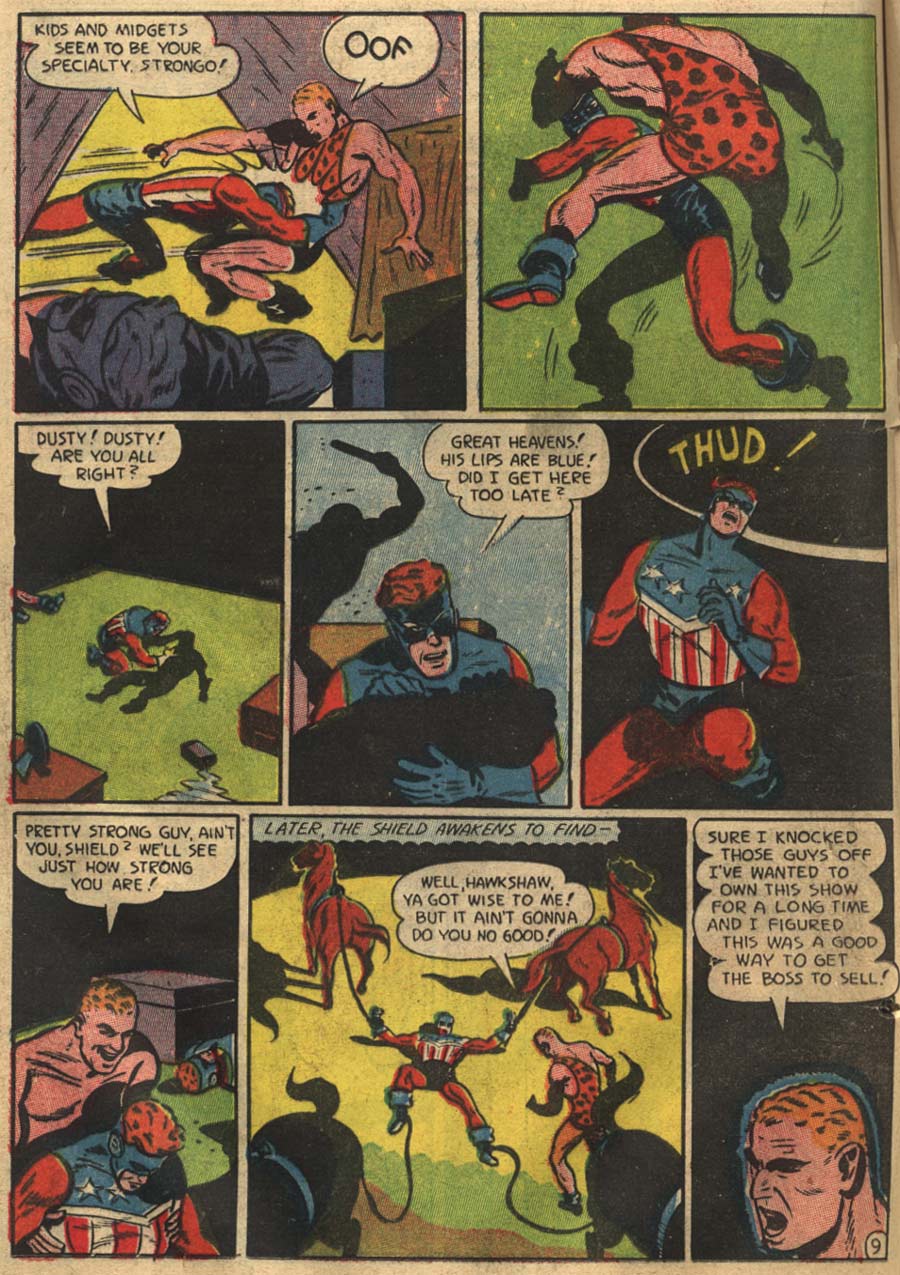 KIDS AND MIDGETS
SEEM TO BE YOUR
SPECIALTY, STRONGO!
OOF
DUSTY! DUSTY!
ARE YOU ALL
RIGHT?
GREAT HEAVENS!
HIS LIPS ARE BLUE!
DID I GET HERE
TOO LATE?
THUD!
PRETTY STRONG GUY, AIN'T
YOU, SHIELD? WE'LL SEE
JUST HOW STRONG
YOU ARE!
LATER, THE SHIELD AWAKENS TO FIND-
WELL, HAWKSHAW,
YA GOT WISE TO ME!
BUT IT AIN'T GONNA
DO YOU NO GOOD!
SURE I KNOCKED
THOSE GUYS OFF
I'VE WANTED TO
OWN THIS SHOW
FOR A LONG TIME
AND I FIGURED
THIS WAS A GOOD
WAY TO GET
THE BOSS TO SELL!
9